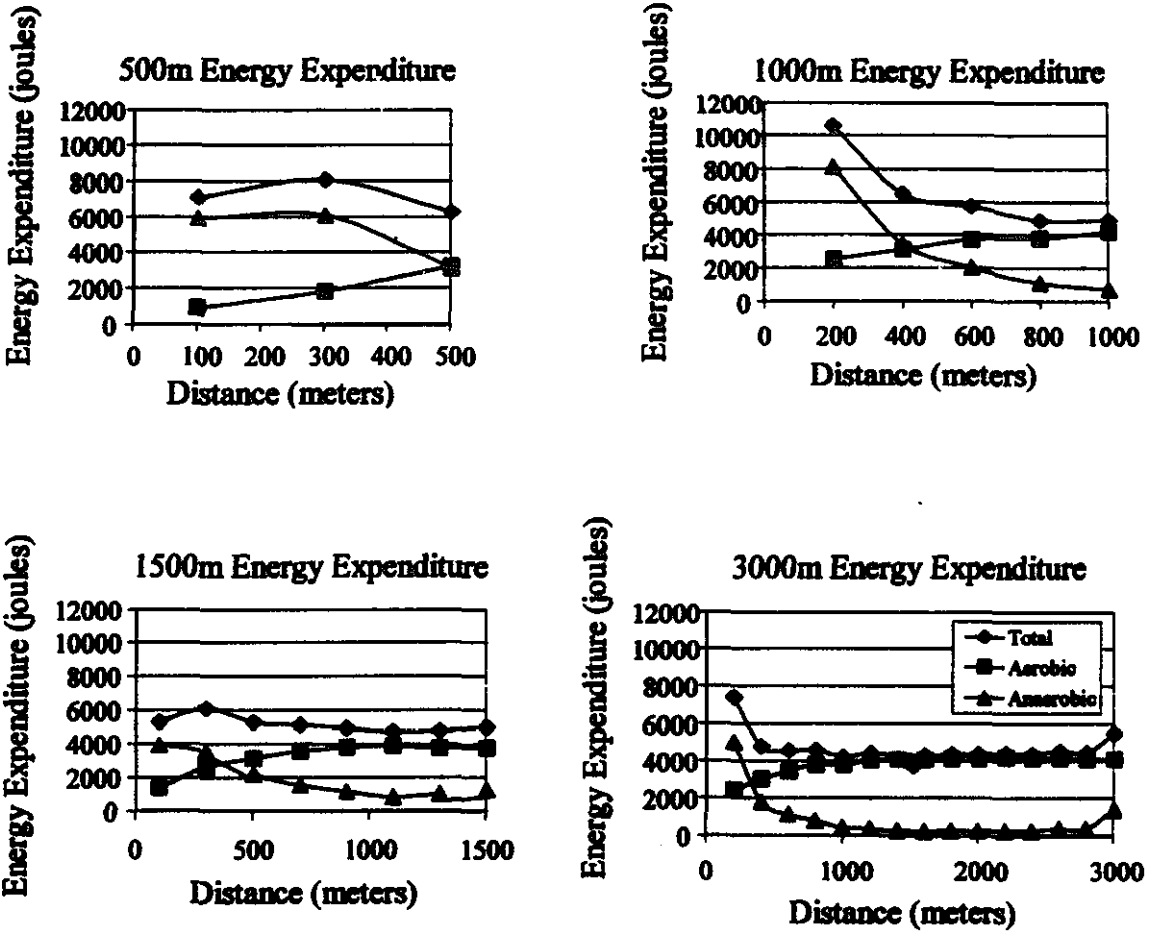 500m Energy Expenditure
Energy Expenditure (joules)
12000
10000
8000
6000
4000
2000
0
0 100 200 300 400 500
Distance (meters)
1000m Energy Expenditure
Energy Expenditure (joules)
12000
10000
8000
6000
4000
2000
0
0 200 400 600 800 1000
Distance (meters)
1500m Energy Expenditure
Energy Expenditure (joules)
12000
10000
8000
6000
4000
2000
0
0 500 1000 1500
Distance (meters)
3000m Energy Expenditure
Energy Expenditure (joules)
12000
10000
8000
6000
4000
2000
0
Total
Aerobic
Anaerobic
0 1000 2000 3000
Distance (meters)